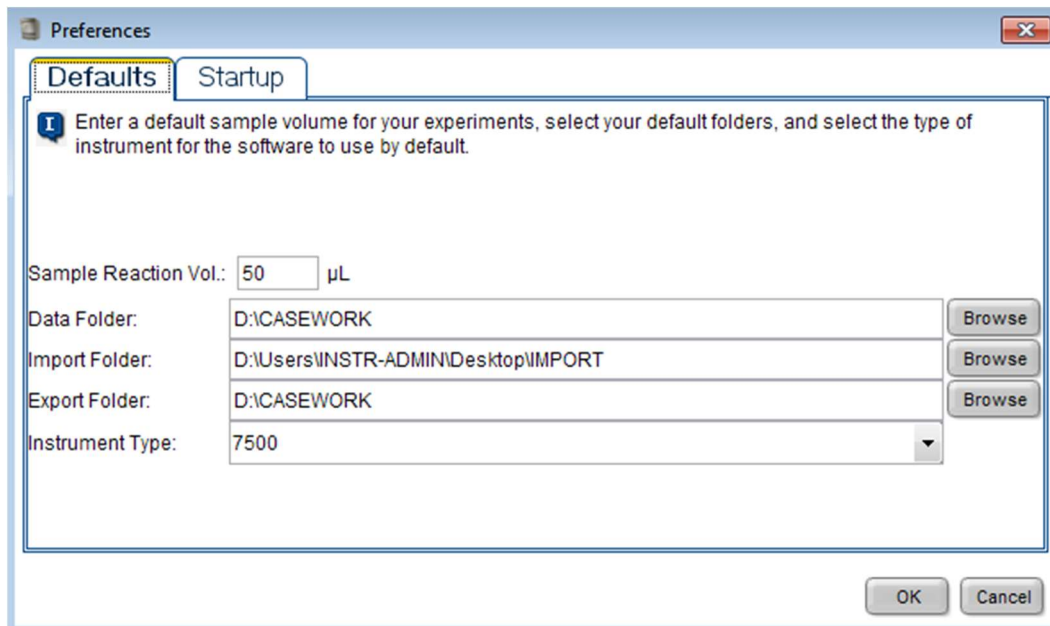 Preferences
Defaults Startup
I
Enter a default sample volume for your experiments, select your default folders, and select the type of
instrument for the software to use by default.
Sample Reaction Vol.: 50 µL
Data Folder: D:\CASEWORK Browse
Import Folder: D:\Users\INSTR-ADMIN\Desktop\IMPORT Browse
Export Folder: D:\CASEWORK Browse
Instrument Type: 7500
OK Cancel